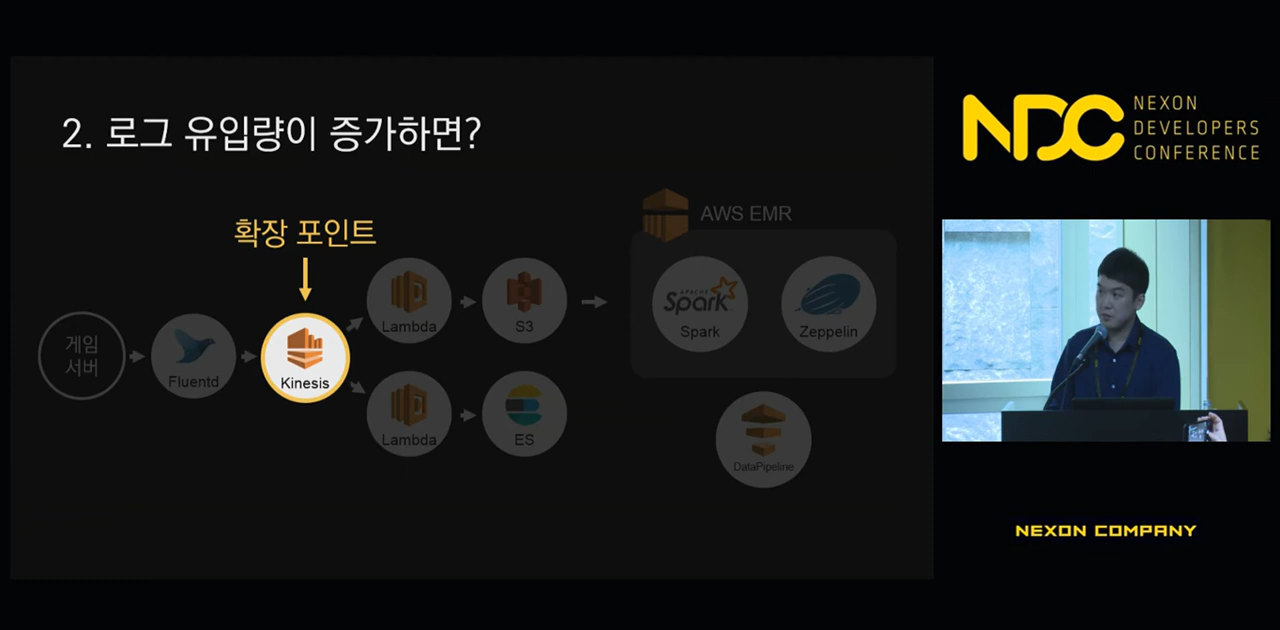 2. 로그 유입량이 증가하면?
확장 포인트
게임
서버
Fluentd
Kinesis
Lambda
S3
Lambda
ES
AWS EMR
APACHE
Spark
Spark
Zeppelin
DataPipeline
NDC
NEXON
DEVELOPERS
CONFERENCE
NEXON COMPANY